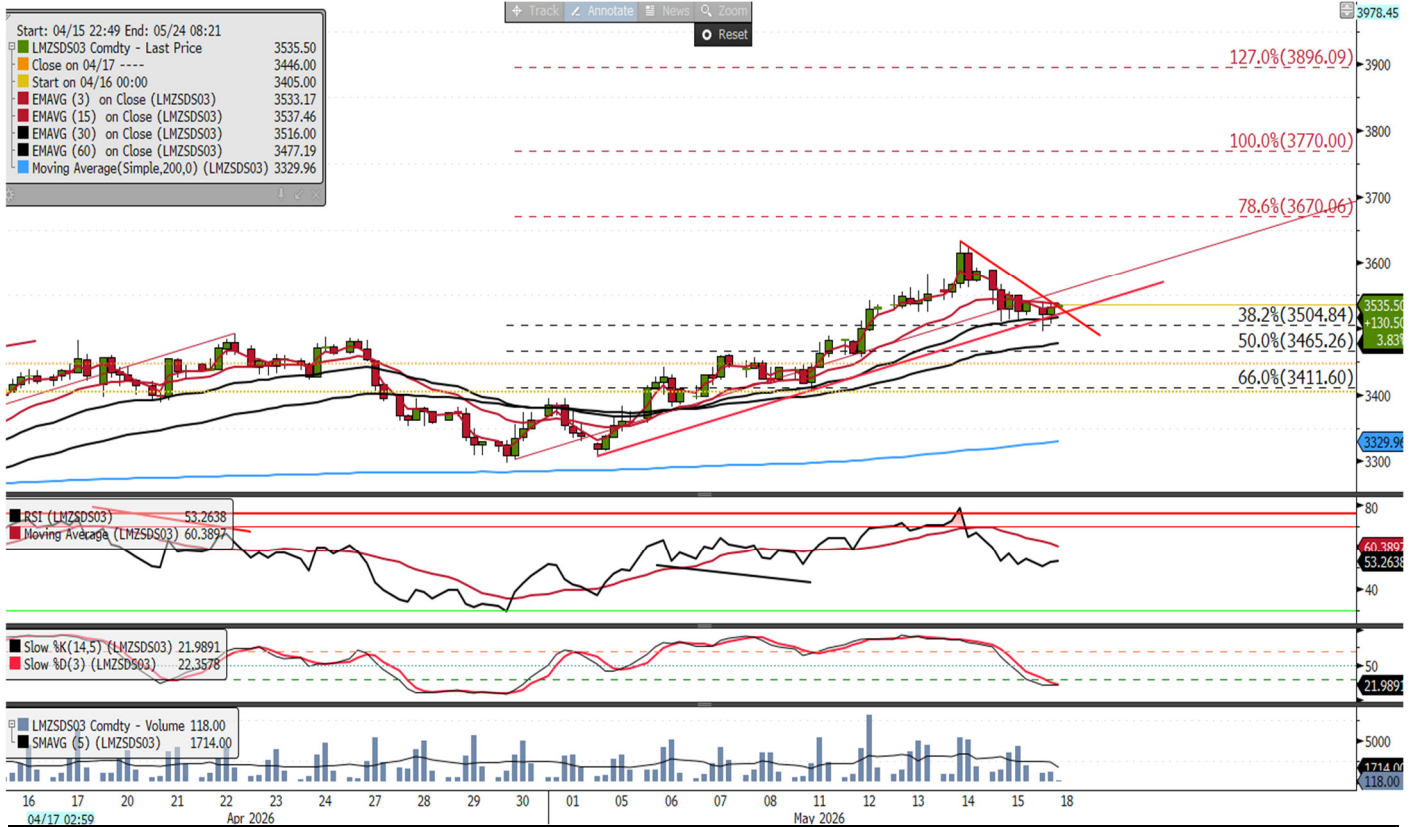 Track Annotate News Zoom
Reset
3978.45
Start: 04/15 22:49 End: 05/24 08:21
LMZSDS03 Comdty - Last Price 3535.50
Close on 04/17 ---- 3446.00
Start on 04/16 00:00 3405.00
EMAVG (3) on Close (LMZSDS03) 3533.17
EMAVG (15) on Close (LMZSDS03) 3537.46
EMAVG (30) on Close (LMZSDS03) 3516.00
EMAVG (60) on Close (LMZSDS03) 3477.19
Moving Average(Simple,200,0) (LMZSDS03) 3329.96
127.0%(3896.09)
3900
3800
100.0%(3770.00)
3700
78.6%(3670.06)
3600
3535.50
+130.50
3.83%
38.2%(3504.84)
50.0%(3465.26)
66.0%(3411.60)
3400
3329.96
3300
RSI (LMZSDS03) 53.2638
Moving Average (LMZSDS03) 60.3897
80
60.3897
53.2638
40
Slow %K(14,5) (LMZSDS03) 21.9891
Slow %D(3) (LMZSDS03) 22.3578
50
21.9891
LMZSDS03 Comdty - Volume 118.00
SMAVG (5) (LMZSDS03) 1714.00
5000
1714.00
118.00
16 17 20 21 22 23 24 27 28 29 30 01 05 06 07 08 11 12 13 14 15 18
04/17 02:59 Apr 2026 May 2026